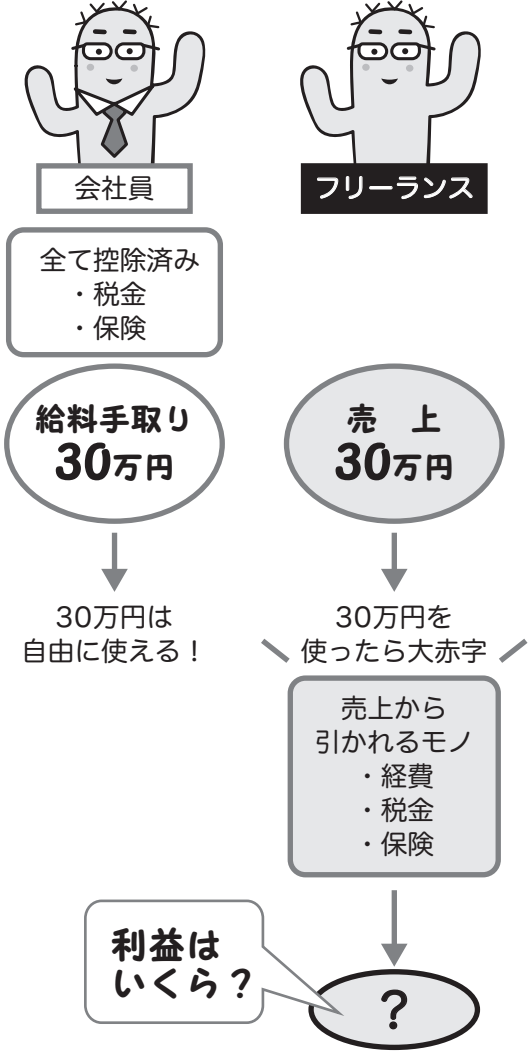 会社員
全て控除済み
・税金
・保険
給料手取り
30万円
30万円は
自由に使える！
フリーランス
売　上
30万円
30万円を
使ったら大赤字
売上から
引かれるモノ
・経費
・税金
・保険
利益は
いくら？
？